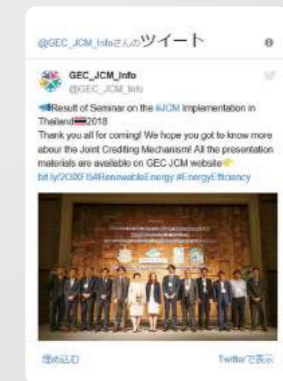 @GEC_JCM_Infoさんのツイート
GEC_JCM_Info
@GEC_JCM_Info
Result of Seminar on the #JCM Implementation in
Thailand 2018
Thank you all for coming! We hope you got to know more
abour the Joint Crediting Mechanism! All the presentation
materials are available on GEC JCM website
#RenewableEnergy #EnergyEfficiency
埋め込む
Twitterで表示